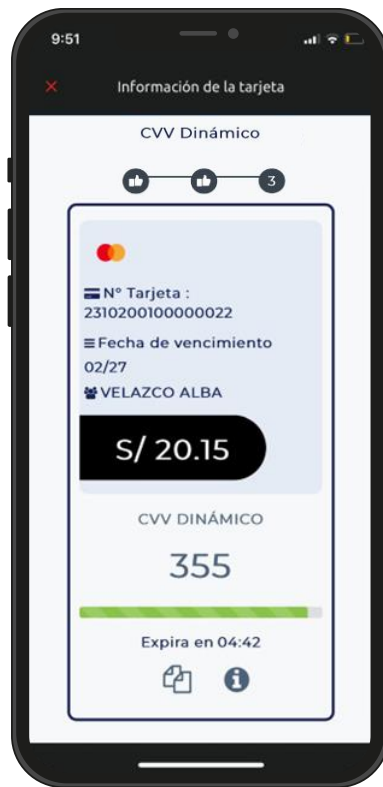 9:51
Información de la tarjeta
CVV Dinámico
3
N° Tarjeta :
2310200100000022
Fecha de vencimiento
02/27
VELAZCO ALBA
S/ 20.15
CVV DINÁMICO
355
Expira en 04:42